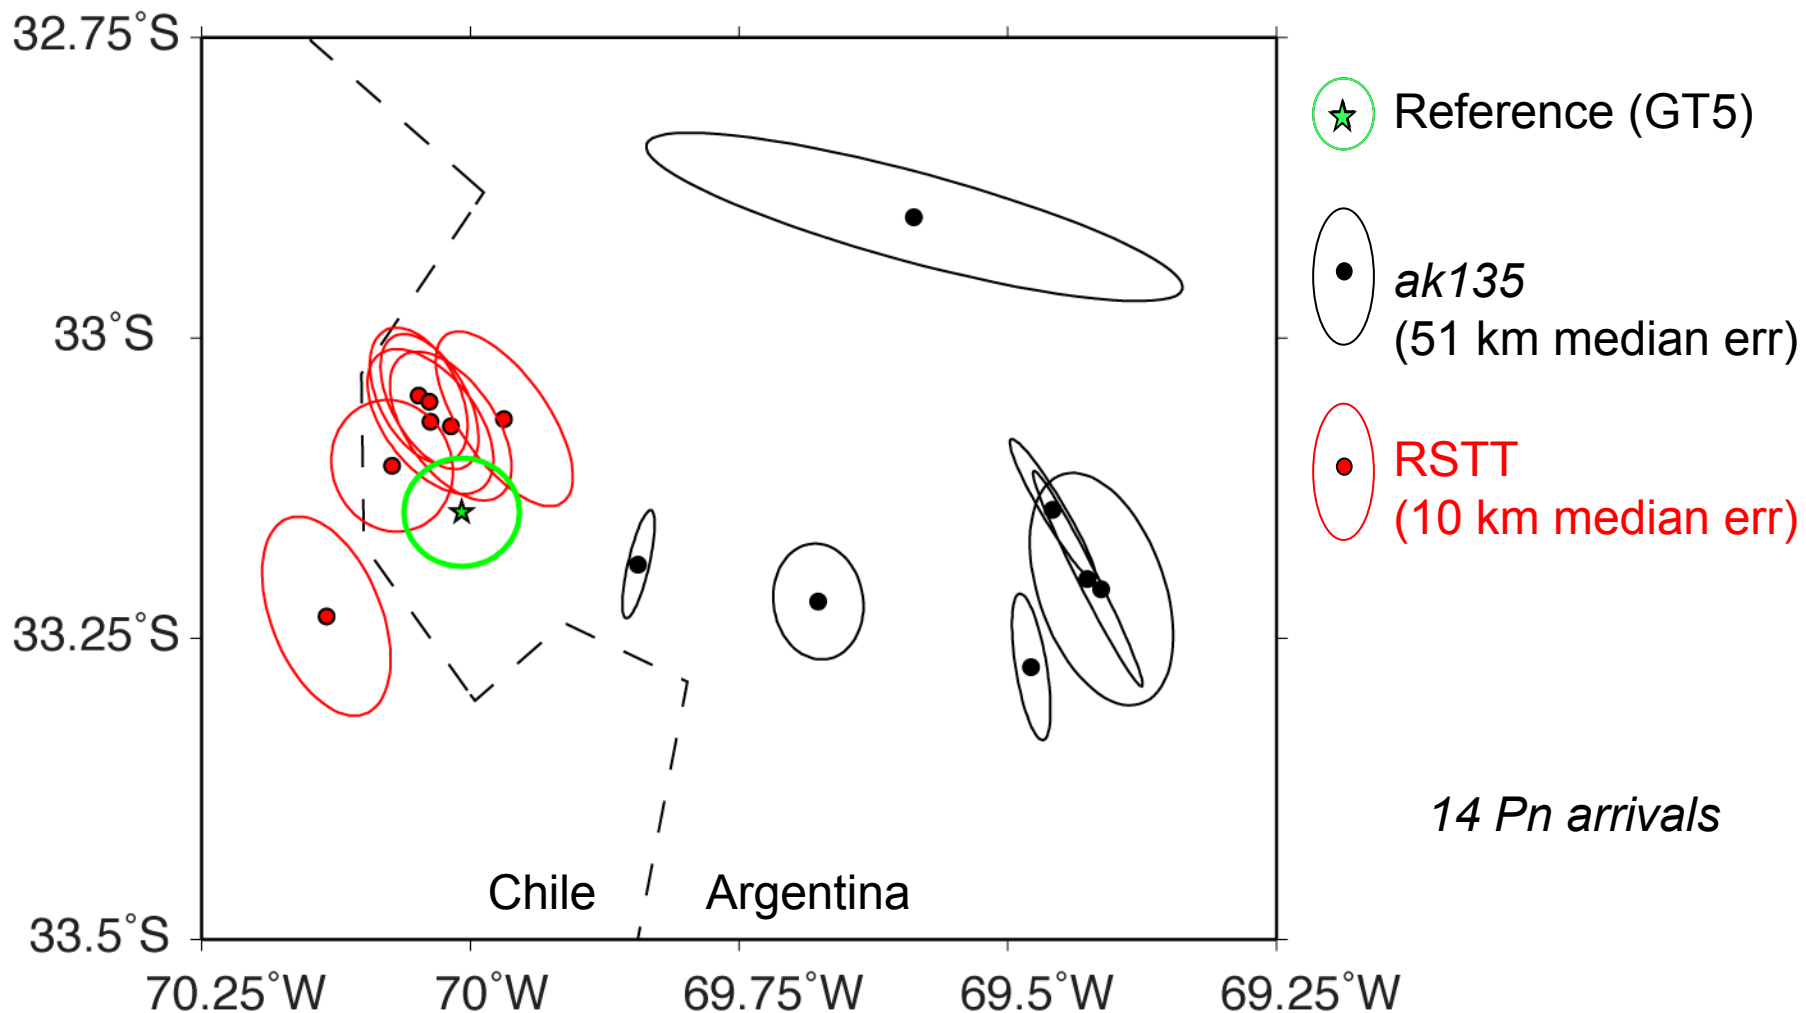 32.75°S
33°S
33.25°S
33.5°S
70.25°W
70°W
69.75°W
69.5°W
69.25°W
Chile
Argentina
Reference (GT5)
ak135
(51 km median err)
RSTT
(10 km median err)
14 Pn arrivals